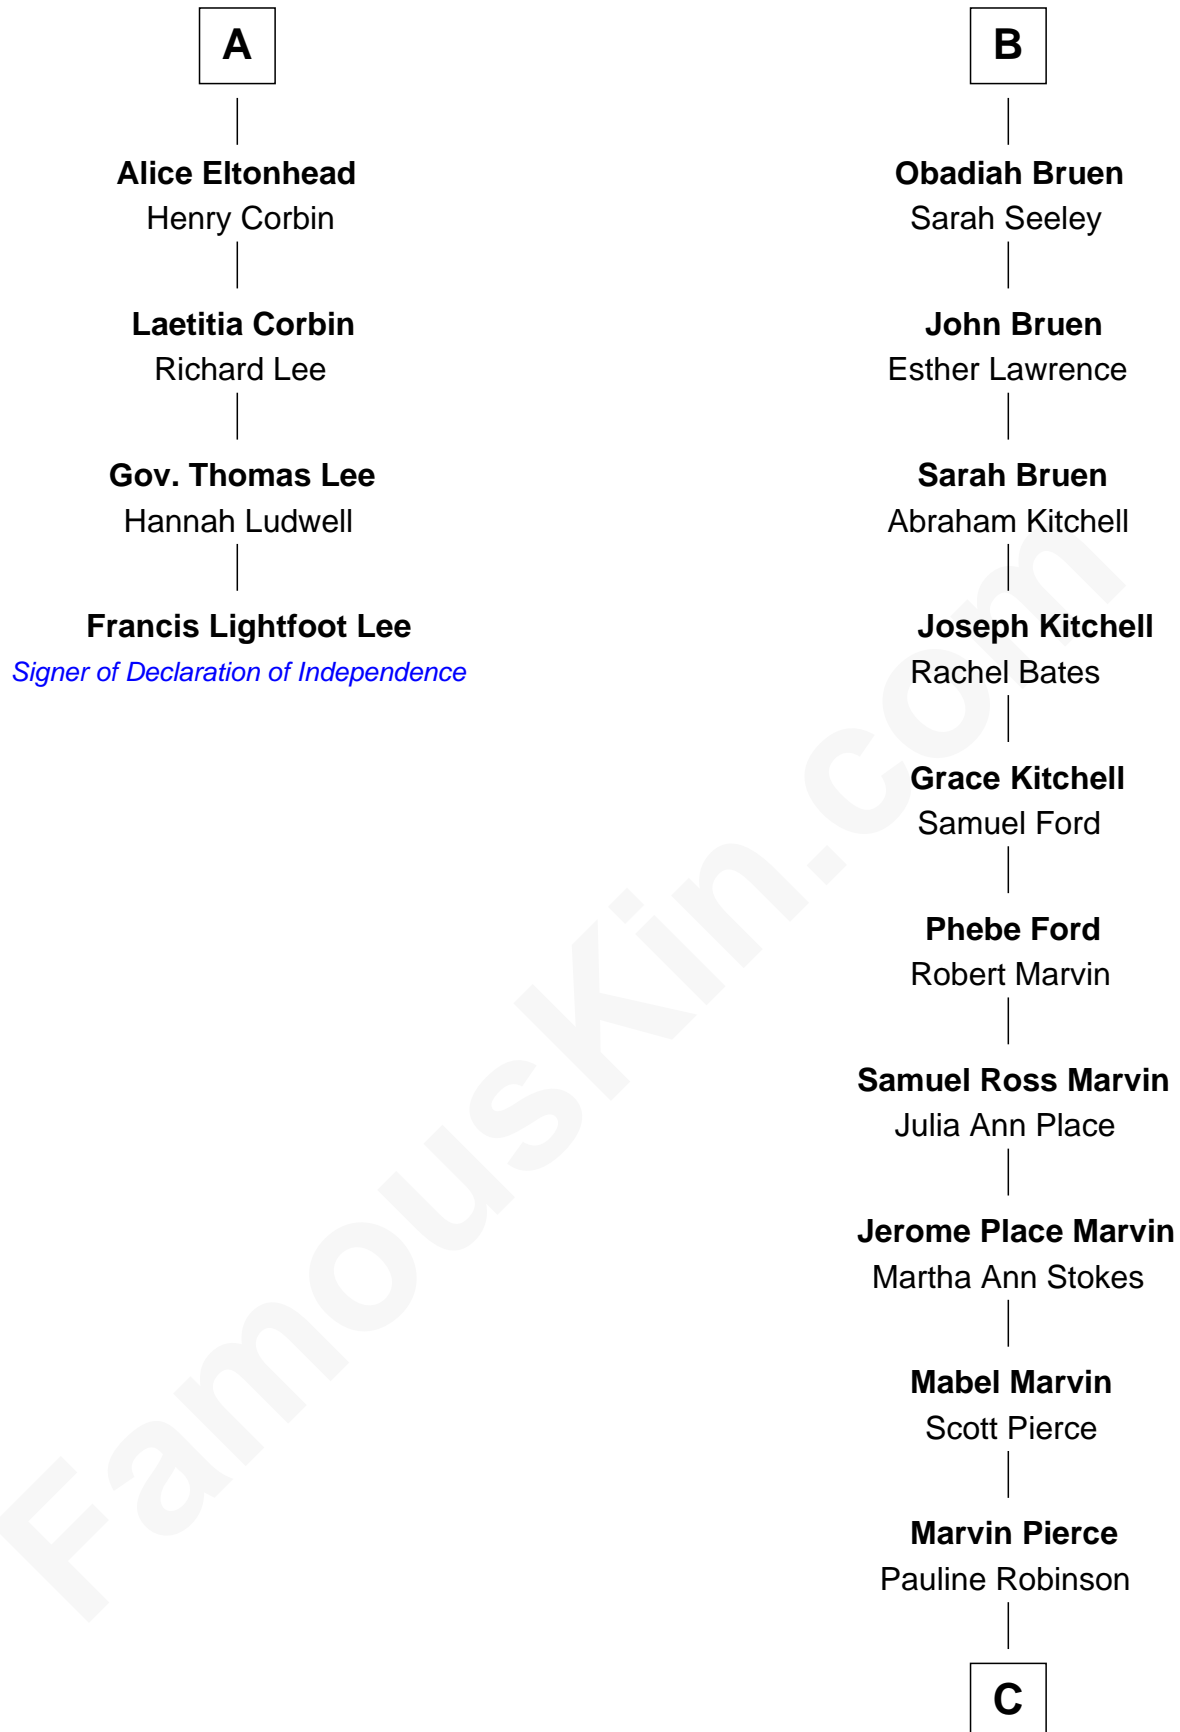 A
Alice Eltonhead
Henry Corbin
Laetitia Corbin
Richard Lee
Gov. Thomas Lee
Hannah Ludwell
Francis Lightfoot Lee
Signer of Declaration of Independence
B
Obadiah Bruen
Sarah Seeley
John Bruen
Esther Lawrence
Sarah Bruen
Abraham Kitchell
Joseph Kitchell
Rachel Bates
Grace Kitchell
Samuel Ford
Phebe Ford
Robert Marvin
Samuel Ross Marvin
Julia Ann Place
Jerome Place Marvin
Martha Ann Stokes
Mabel Marvin
Scott Pierce
Marvin Pierce
Pauline Robinson
C
FamousKin.com